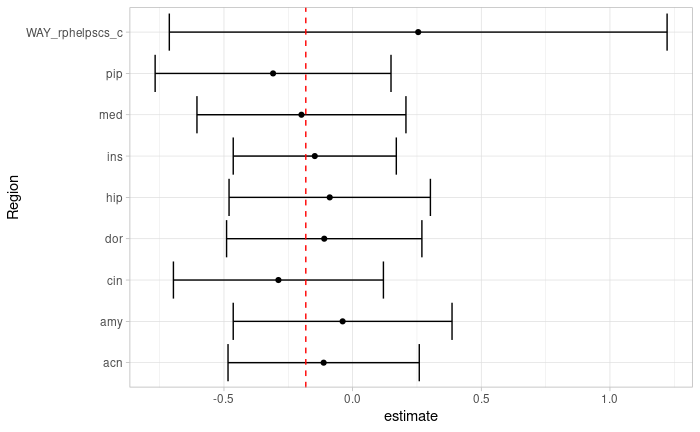 WAY_rphelpscs_c
pip
med
ins
hip
dor
cin
amy
acn
Region
-0.5 0.0 0.5 1.0
estimate